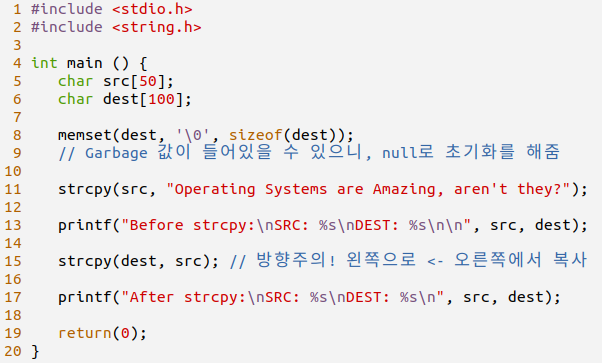 1 #include <stdio.h>
2 #include <string.h>
3
4 int main () {
5    char src[50];
6    char dest[100];
7
8    memset(dest, '\0', sizeof(dest));
9    // Garbage 값이 들어있을 수 있으니, null로 초기화를 해줌
10
11    strcpy(src, "Operating Systems are Amazing, aren't they?");
12
13    printf("Before strcpy:\nSRC: %s\nDEST: %s\n\n", src, dest);
14
15    strcpy(dest, src); // 방향주의! 왼쪽으로 <- 오른쪽에서 복사
16
17    printf("After strcpy:\nSRC: %s\nDEST: %s\n", src, dest);
18
19    return(0);
20 }